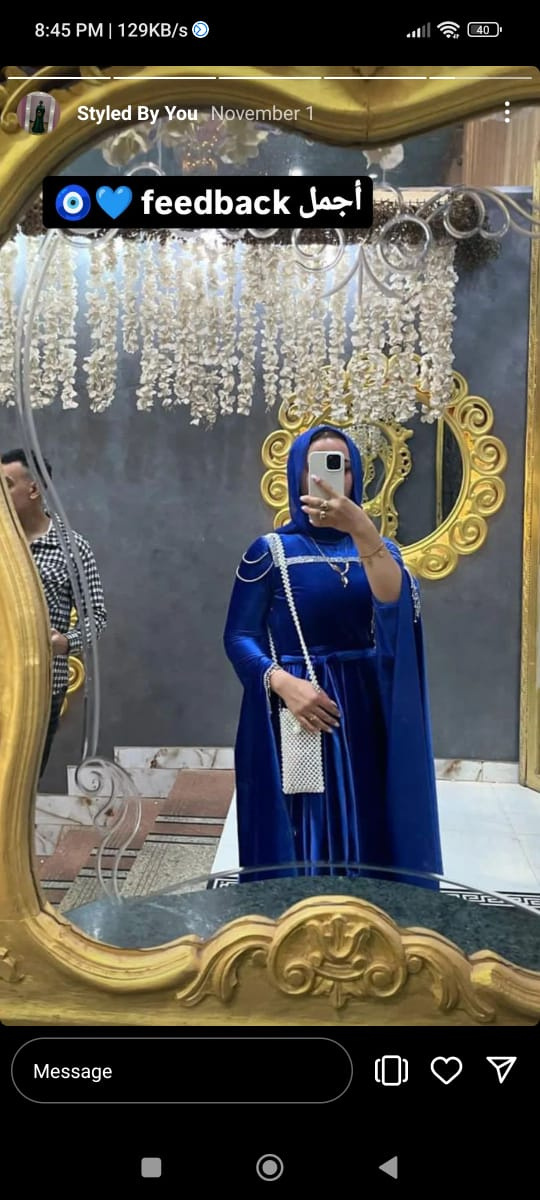 8:45 PM | 129KB/s
40
Styled By You November 1
أجمل feedback 💙🧿
Message